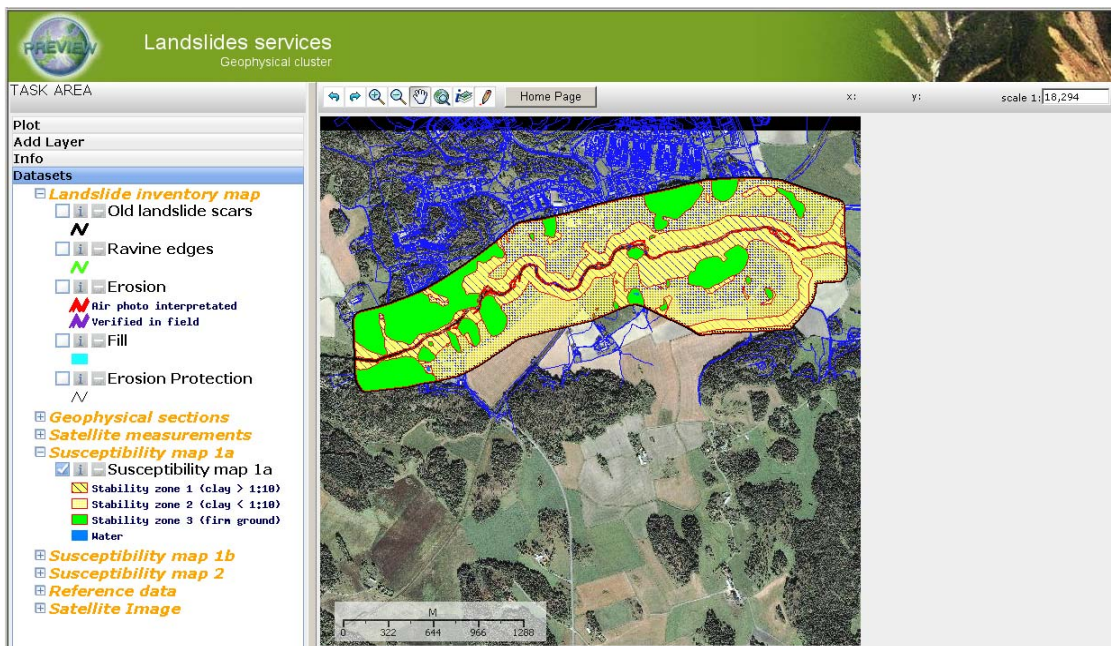 PREVIEW
Landslides services
Geophysical cluster
TASK AREA
Home Page
x:
y:
scale 1: 18,294
Plot
Add Layer
Info
Datasets
Landslide inventory map
Old landslide scars
Ravine edges
Erosion
Air photo interpretated
Verified in field
Fill
Erosion Protection
Geophysical sections
Satellite measurements
Susceptibility map 1a
Susceptibility map 1a
Stability zone 1 (clay > 1:10)
Stability zone 2 (clay < 1:10)
Stability zone 3 (firm ground)
Water
Susceptibility map 1b
Susceptibility map 2
Reference data
Satellite Image
M
0 322 644 966 1288